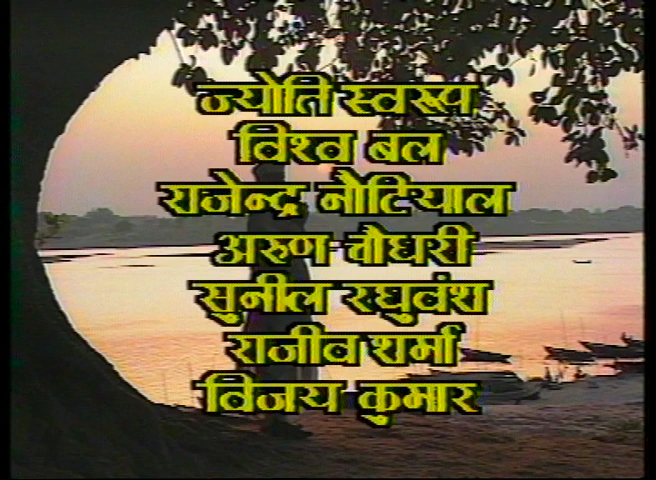 ज्योति स्वरूप
विश्व बल
राजेन्द्र नौटियाल
अरुण चौधरी
सुनील रघुवंश
राजीव शर्मा
विजय कुमार